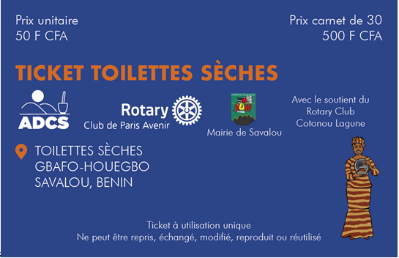 Prix unitaire
50 F CFA
Prix carnet de 30
500 F CFA
TICKET TOILETTES SÈCHES
ADCS
Rotary
Club de Paris Avenir
Mairie de Savalou
Avec le soutient du
Rotary Club
Cotonou Lagune
TOILETTES SÈCHES
GBAFO-HOUEGBO
SAVALOU, BENIN
Ticket à utilisation unique
Ne peut être repris, échangé, modifié, reproduit ou réutilisé